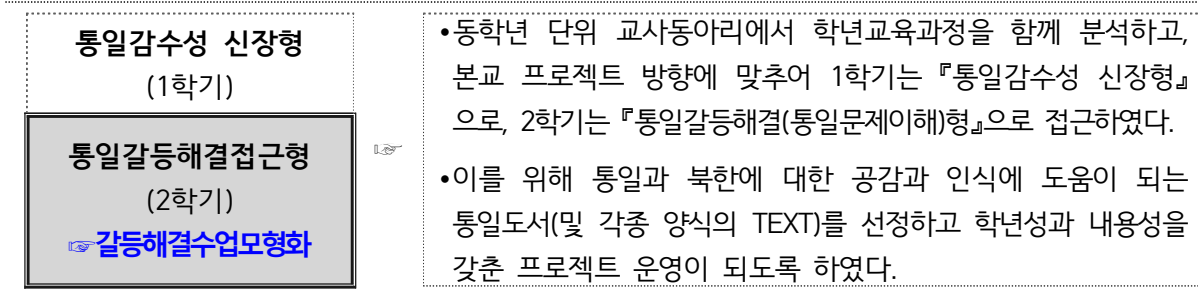 통일감수성 신장형
(1학기)
통일갈등해결접근형
(2학기)
☞갈등해결수업모형화
☞
•동학년 단위 교사동아리에서 학년교육과정을 함께 분석하고,
본교 프로젝트 방향에 맞추어 1학기는 『통일감수성 신장형』
으로, 2학기는 『통일갈등해결(통일문제이해)형』으로 접근하였다.
•이를 위해 통일과 북한에 대한 공감과 인식에 도움이 되는
통일도서(및 각종 양식의 TEXT)를 선정하고 학년성과 내용성을
갖춘 프로젝트 운영이 되도록 하였다.